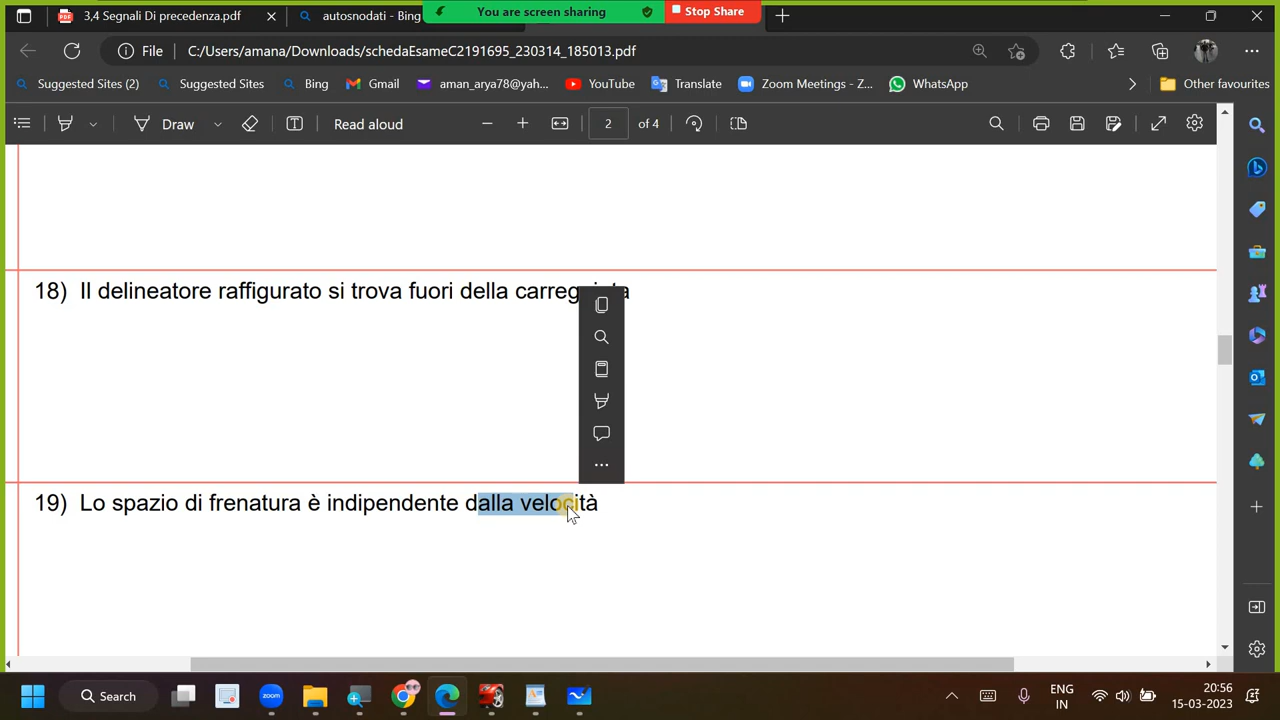 3,4 Segnali Di precedenza.pdf
autosnodati - Bing
You are screen sharing
Stop Share
File
C:/Users/amana/Downloads/schedaEsameC2191695_230314_185013.pdf
Suggested Sites (2)
Suggested Sites
Bing
Gmail
aman_arya78@yah...
YouTube
Translate
Zoom Meetings - Z...
WhatsApp
Other favourites
Draw
Read aloud
2
of 4
18) Il delineatore raffigurato si trova fuori della
19) Lo spazio di frenatura è indipendente dalla velocità
Search
zoom
ENG
IN
20:56
15-03-2023